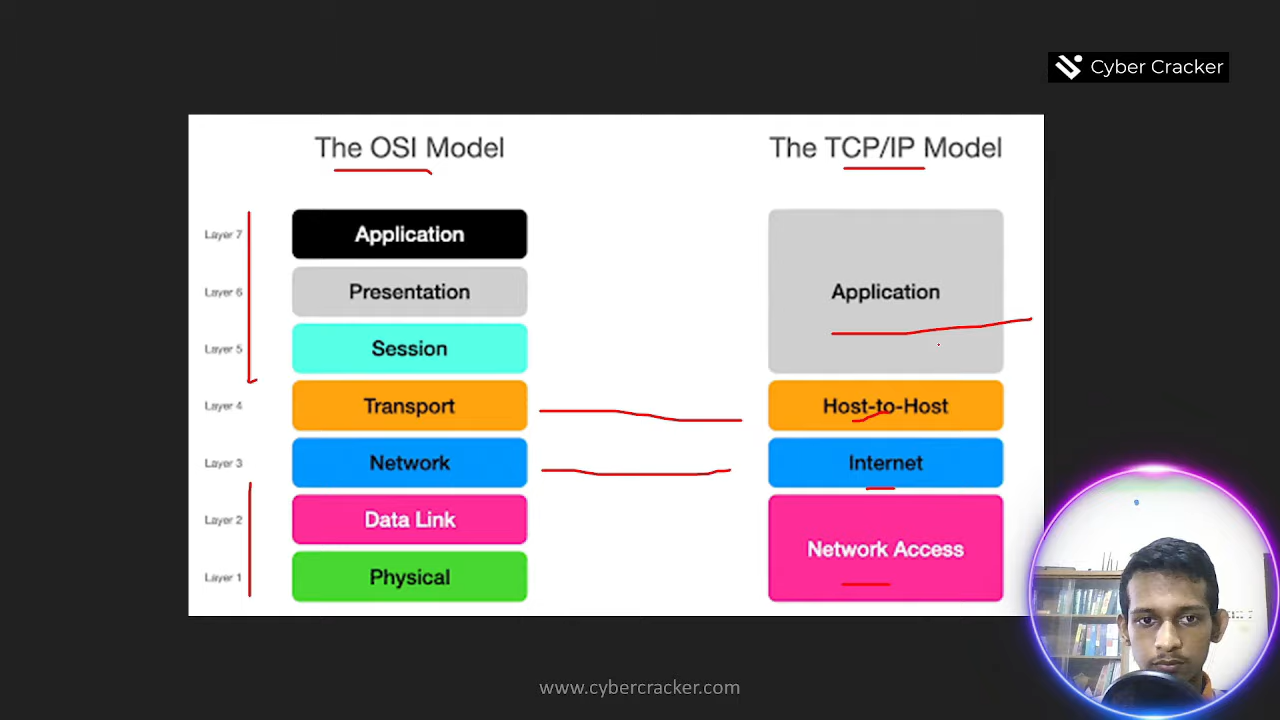 Cyber Cracker
The OSI Model
The TCP/IP Model
Layer 7
Application
Layer 6
Presentation
Application
Layer 5
Session
Layer 4
Transport
Host-to-Host
Layer 3
Network
Internet
Layer 2
Data Link
Network Access
Layer 1
Physical
www.cybercracker.com